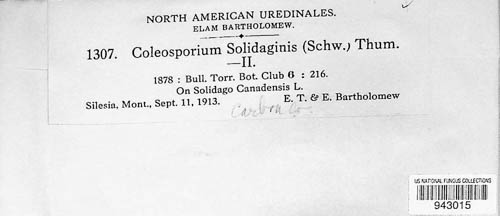 NORTH AMERICAN UREDINALES.
ELAM BARTHOLOMEW.
1307. Coleosporium Solidaginis (Schw.) Thum.
—II.
1878 : Bull. Torr. Bot. Club 6 : 216.
On Solidago Canadensis L.
Silesia, Mont., Sept. 11, 1913. E. T. & E. Bartholomew
Carbon Co.
US NATIONAL FUNGUS COLLECTIONS
943015